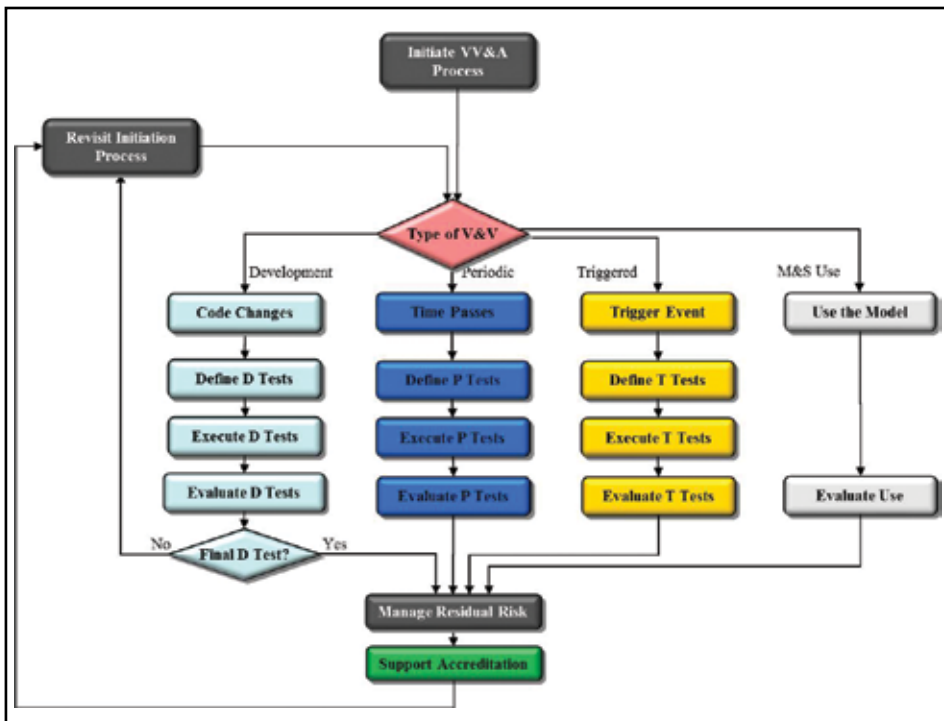 Initiate VV&A
Process
Revisit Initiation
Process
Type of V&V
Development
Periodic
Triggered
M&S Use
Code Changes
Time Passes
Trigger Event
Use the Model
Define D Tests
Define P Tests
Define T Tests
Execute D Tests
Execute P Tests
Execute T Tests
Evaluate D Tests
Evaluate P Tests
Evaluate T Tests
Evaluate Use
No
Final D Test?
Yes
Manage Residual Risk
Support Accreditation